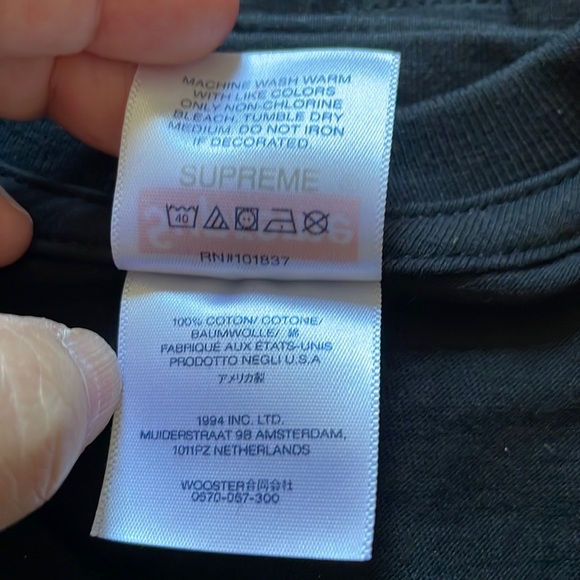 MACHINE WASH WARM
WITH LIKE COLORS
ONLY NON-CHLORINE
BLEACH. TUMBLE DRY
MEDIUM. DO NOT IRON
IF DECORATED.
SUPREME
40
RN#101837
100% COTON/ COTONE/
BAUMWOLLE/ 綿
FABRIQUÉ AUX ÉTATS-UNIS
PRODOTTO NEGLI U.S.A
アメリカ製
1994 INC. LTD.
MUIDERSTRAAT 9B AMSTERDAM,
1011PZ NETHERLANDS
WOOSTER合同会社
0570-067-300